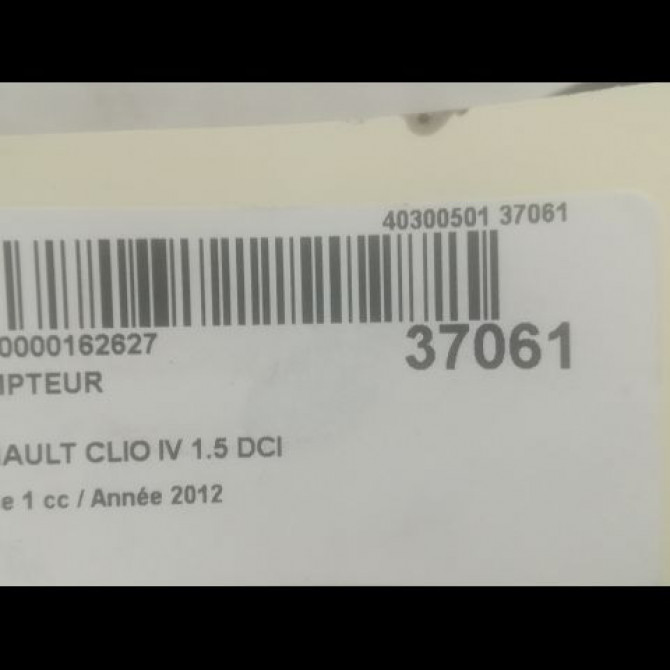 40300501 37061
0000162627
37061
IPTEUR
AULT CLIO IV 1.5 DCI
e 1 cc / Année 2012